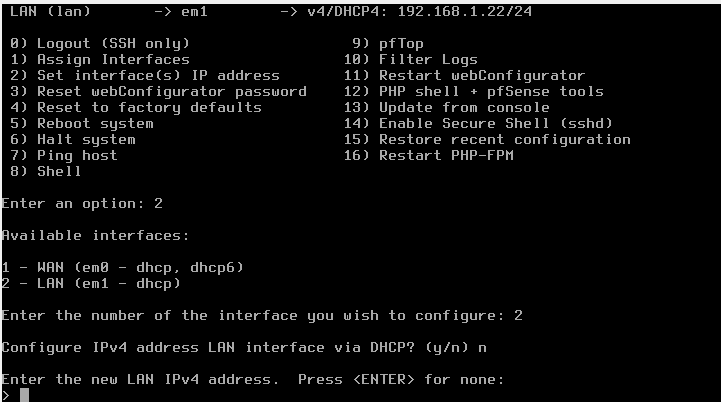 LAN (lan)       -> em1        -> v4/DHCP4: 192.168.1.22/24
0) Logout (SSH only)                  9) pfTop
1) Assign Interfaces                 10) Filter Logs
2) Set interface(s) IP address       11) Restart webConfigurator
3) Reset webConfigurator password    12) PHP shell + pfSense tools
4) Reset to factory defaults         13) Update from console
5) Reboot system                     14) Enable Secure Shell (sshd)
6) Halt system                       15) Restore recent configuration
7) Ping host                         16) Restart PHP-FPM
8) Shell
Enter an option: 2
Available interfaces:
1 - WAN (em0 - dhcp, dhcp6)
2 - LAN (em1 - dhcp)
Enter the number of the interface you wish to configure: 2
Configure IPv4 address LAN interface via DHCP? (y/n) n
Enter the new LAN IPv4 address.  Press <ENTER> for none:
>